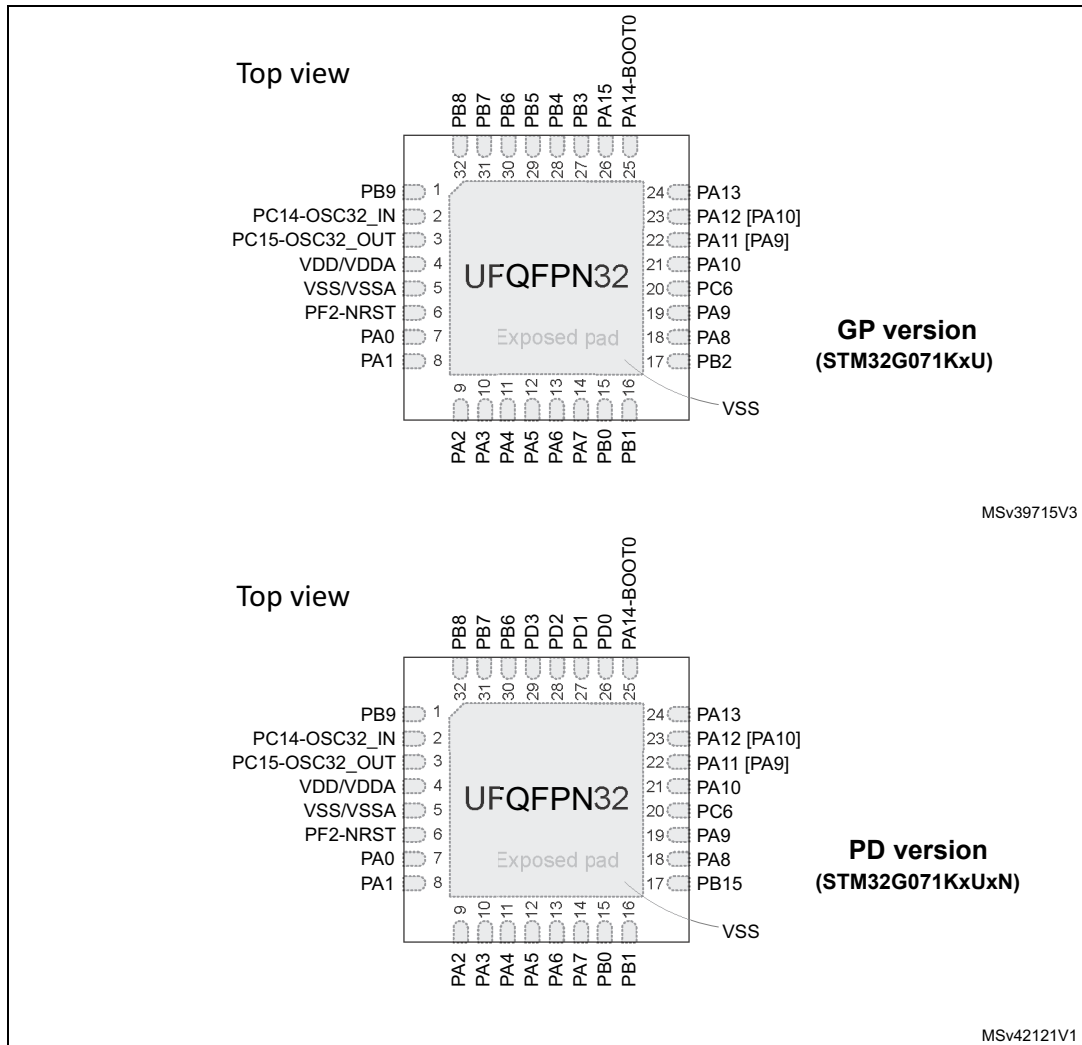 Top view
PB8
PB7
PB6
PB5
PB4
PB3
PA15
PA14-BOOT0
32
31
30
29
28
27
26
25
PB9 1
PC14-OSC32_IN 2
PC15-OSC32_OUT 3
VDD/VDDA 4
VSS/VSSA 5
PF2-NRST 6
PA0 7
PA1 8
UFQFPN32
Exposed pad
24 PA13
23 PA12 [PA10]
22 PA11 [PA9]
21 PA10
20 PC6
19 PA9
18 PA8
17 PB2
9
10
11
12
13
14
15
16
PA2
PA3
PA4
PA5
PA6
PA7
PB0
PB1
VSS
GP version
(STM32G071KxU)
MSv39715V3
Top view
PB8
PB7
PB6
PD3
PD2
PD1
PD0
PA14-BOOT0
32
31
30
29
28
27
26
25
PB9 1
PC14-OSC32_IN 2
PC15-OSC32_OUT 3
VDD/VDDA 4
VSS/VSSA 5
PF2-NRST 6
PA0 7
PA1 8
UFQFPN32
Exposed pad
24 PA13
23 PA12 [PA10]
22 PA11 [PA9]
21 PA10
20 PC6
19 PA9
18 PA8
17 PB15
9
10
11
12
13
14
15
16
PA2
PA3
PA4
PA5
PA6
PA7
PB0
PB1
VSS
PD version
(STM32G071KxUxN)
MSv42121V1